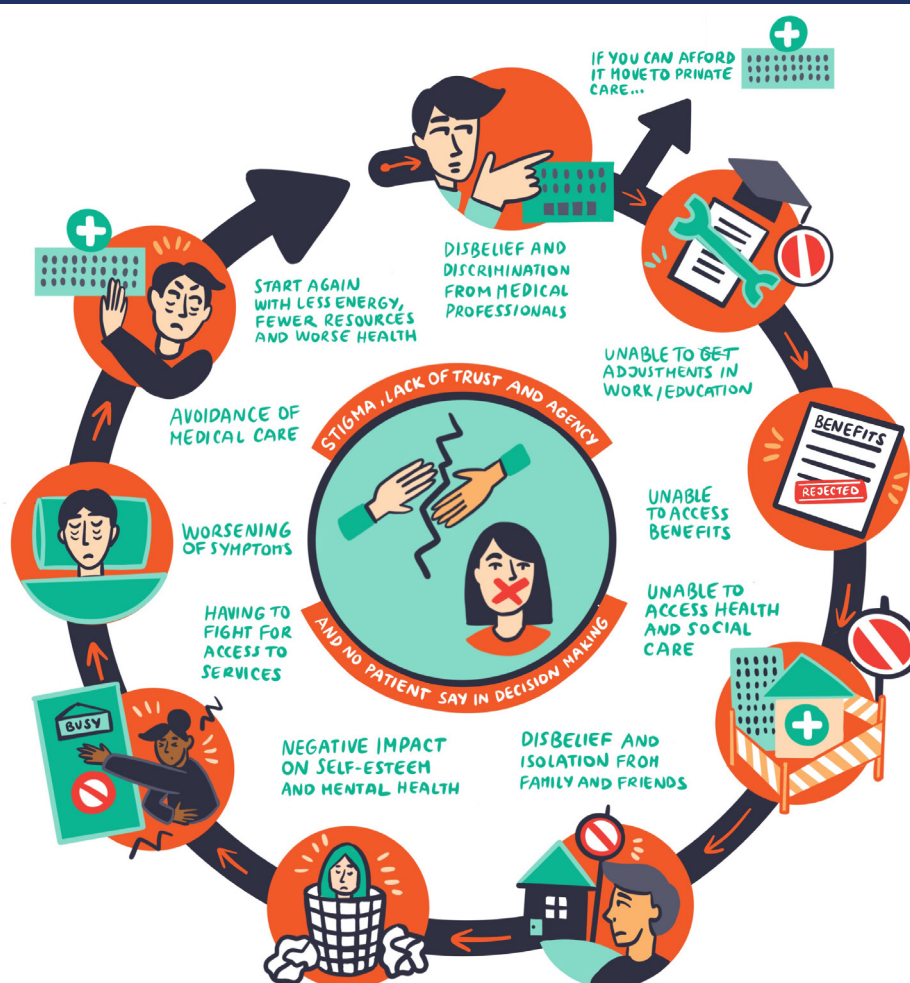 IF YOU CAN AFFORD
IT MOVE TO PRIVATE
CARE...
DISBELIEF AND
DISCRIMINATION
FROM MEDICAL
PROFESSIONALS
UNABLE TO GET
ADJUSTMENTS IN
WORK/EDUCATION
BENEFITS
REJECTED
UNABLE
TO ACCESS
BENEFITS
UNABLE TO
ACCESS HEALTH
AND SOCIAL
CARE
DISBELIEF AND
ISOLATION FROM
FAMILY AND FRIENDS
NEGATIVE IMPACT
ON SELF-ESTEEM
AND MENTAL HEALTH
BUSY
HAVING TO
FIGHT FOR
ACCESS TO
SERVICES
WORSENING
OF SYMPTOMS
AVOIDANCE OF
MEDICAL CARE
START AGAIN
WITH LESS ENERGY,
FEWER RESOURCES
AND WORSE HEALTH
STIGMA, LACK OF TRUST AND AGENCY
AND NO PATIENT SAY IN DECISION MAKING